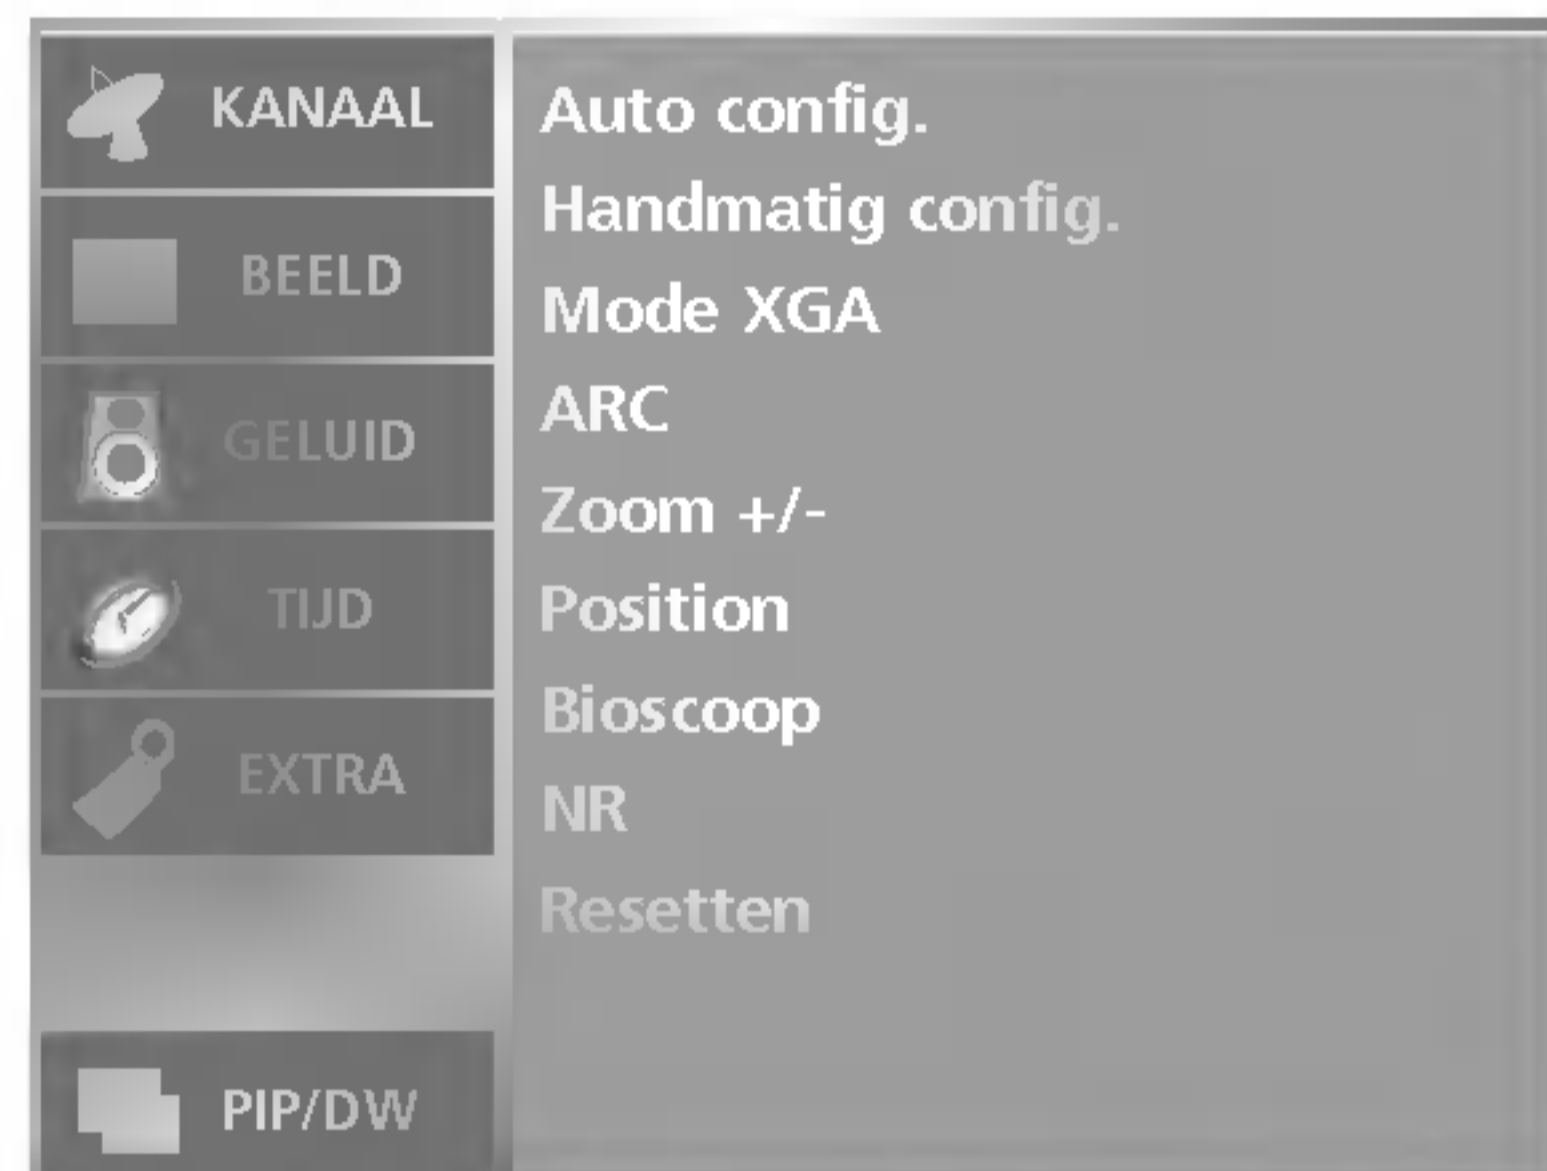 KANAAL
BEELD
GELUID
TIJD
EXTRA
PIP/DW
Auto config.
Handmatig config.
Mode XGA
ARC
Zoom +/-
Position
Bioscoop
NR
Resetten